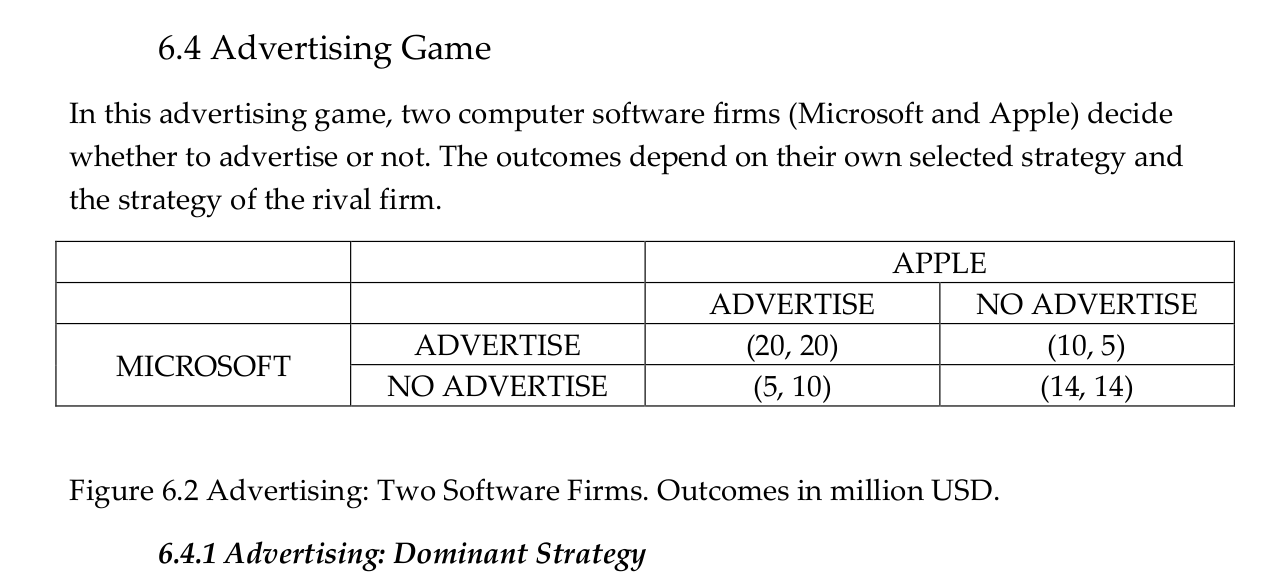 6.4 Advertising Game
In this advertising game, two computer software firms (Microsoft and Apple) decide
whether to advertise or not. The outcomes depend on their own selected strategy and
the strategy of the rival firm.
APPLE
ADVERTISE NO ADVERTISE
MICROSOFT ADVERTISE (20, 20) (10, 5)
NO ADVERTISE (5, 10) (14, 14)
Figure 6.2 Advertising: Two Software Firms. Outcomes in million USD.
6.4.1 Advertising: Dominant Strategy